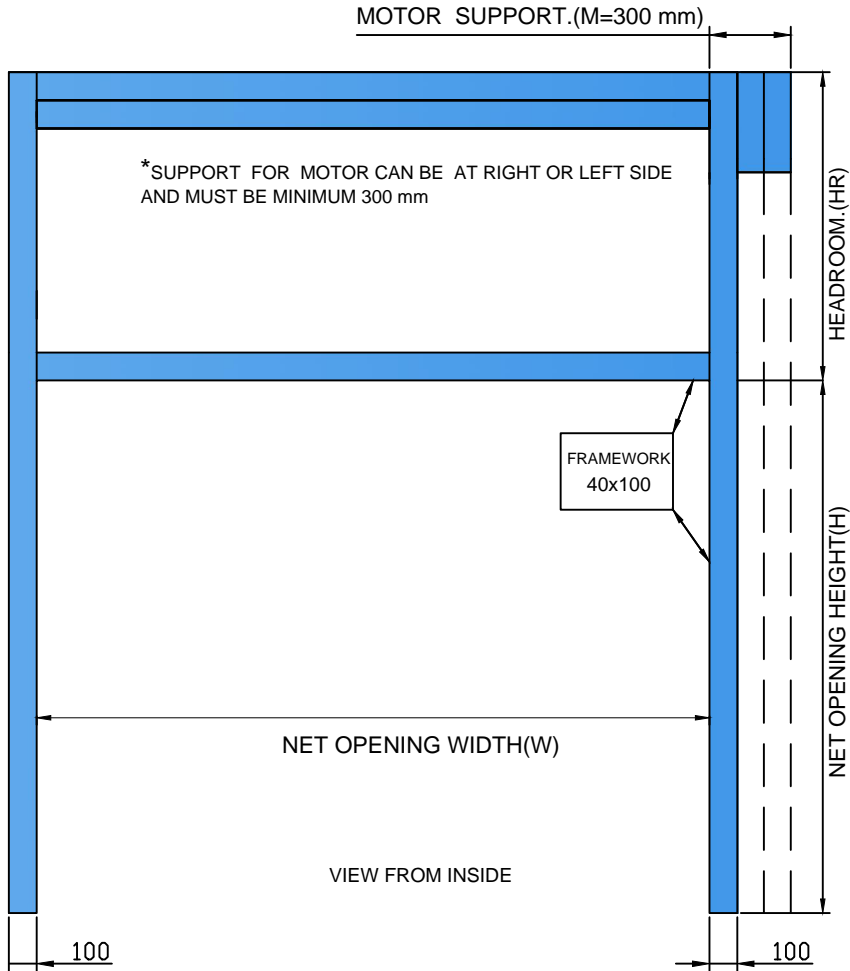 MOTOR SUPPORT.(M=300 mm)
*SUPPORT FOR MOTOR CAN BE AT RIGHT OR LEFT SIDE
AND MUST BE MINIMUM 300 mm
HEADROOM.(HR)
FRAMEWORK
40x100
NET OPENING HEIGHT(H)
NET OPENING WIDTH(W)
VIEW FROM INSIDE
100
100